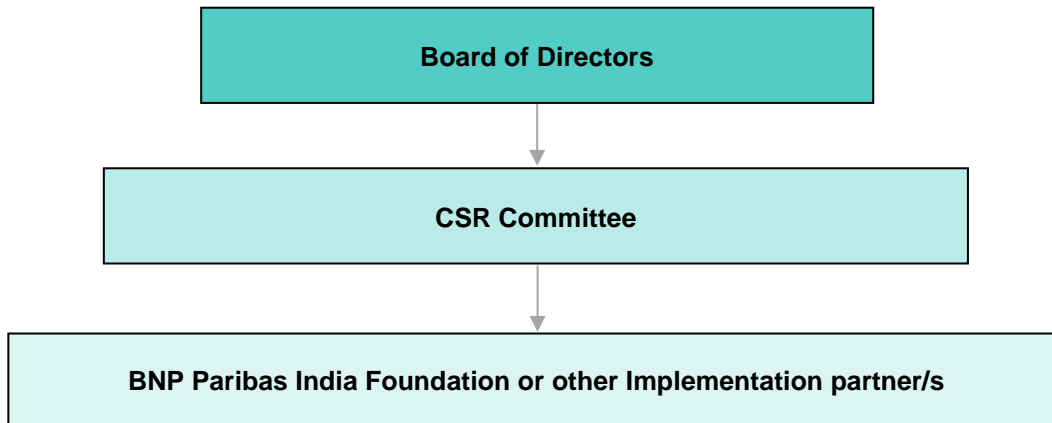 Board of Directors
CSR Committee
BNP Paribas India Foundation or other Implementation partner/s